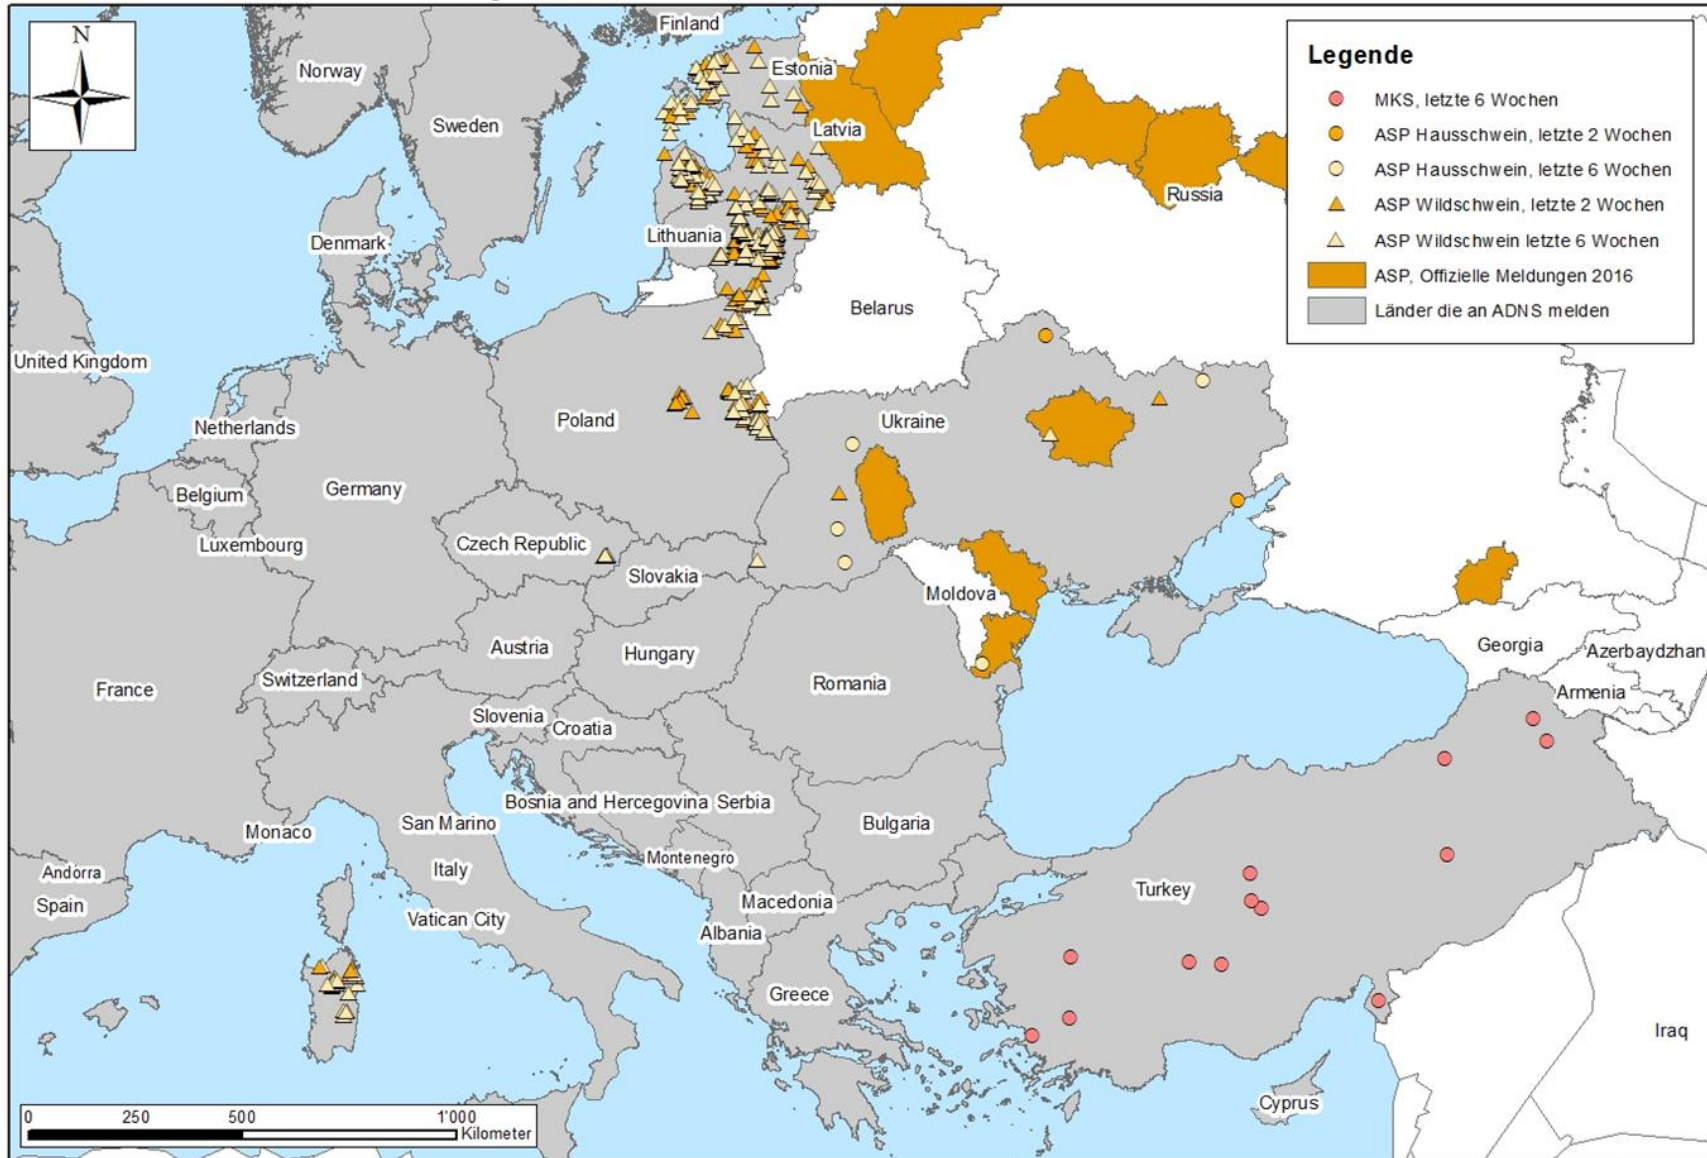 N
Finland
Norway
Estonia
Sweden
Latvia
Russia
Denmark
Lithuania
Belarus
United Kingdom
Netherlands
Poland
Ukraine
Belgium
Germany
Luxembourg
Czech Republic
Slovakia
Moldova
Austria
Hungary
Georgia
Azerbaydzhan
France
Switzerland
Romania
Armenia
Slovenia
Croatia
Bosnia and Hercegovina
Serbia
Monaco
San Marino
Bulgaria
Montenegro
Andorra
Italy
Turkey
Spain
Macedonia
Vatican City
Albania
Greece
Iraq
Cyprus
Legende
MKS, letzte 6 Wochen
ASP Hausschwein, letzte 2 Wochen
ASP Hausschwein, letzte 6 Wochen
ASP Wildschwein, letzte 2 Wochen
ASP Wildschwein letzte 6 Wochen
ASP, Offizielle Meldungen 2016
Länder die an ADNS melden
0 250 500 1'000
Kilometer